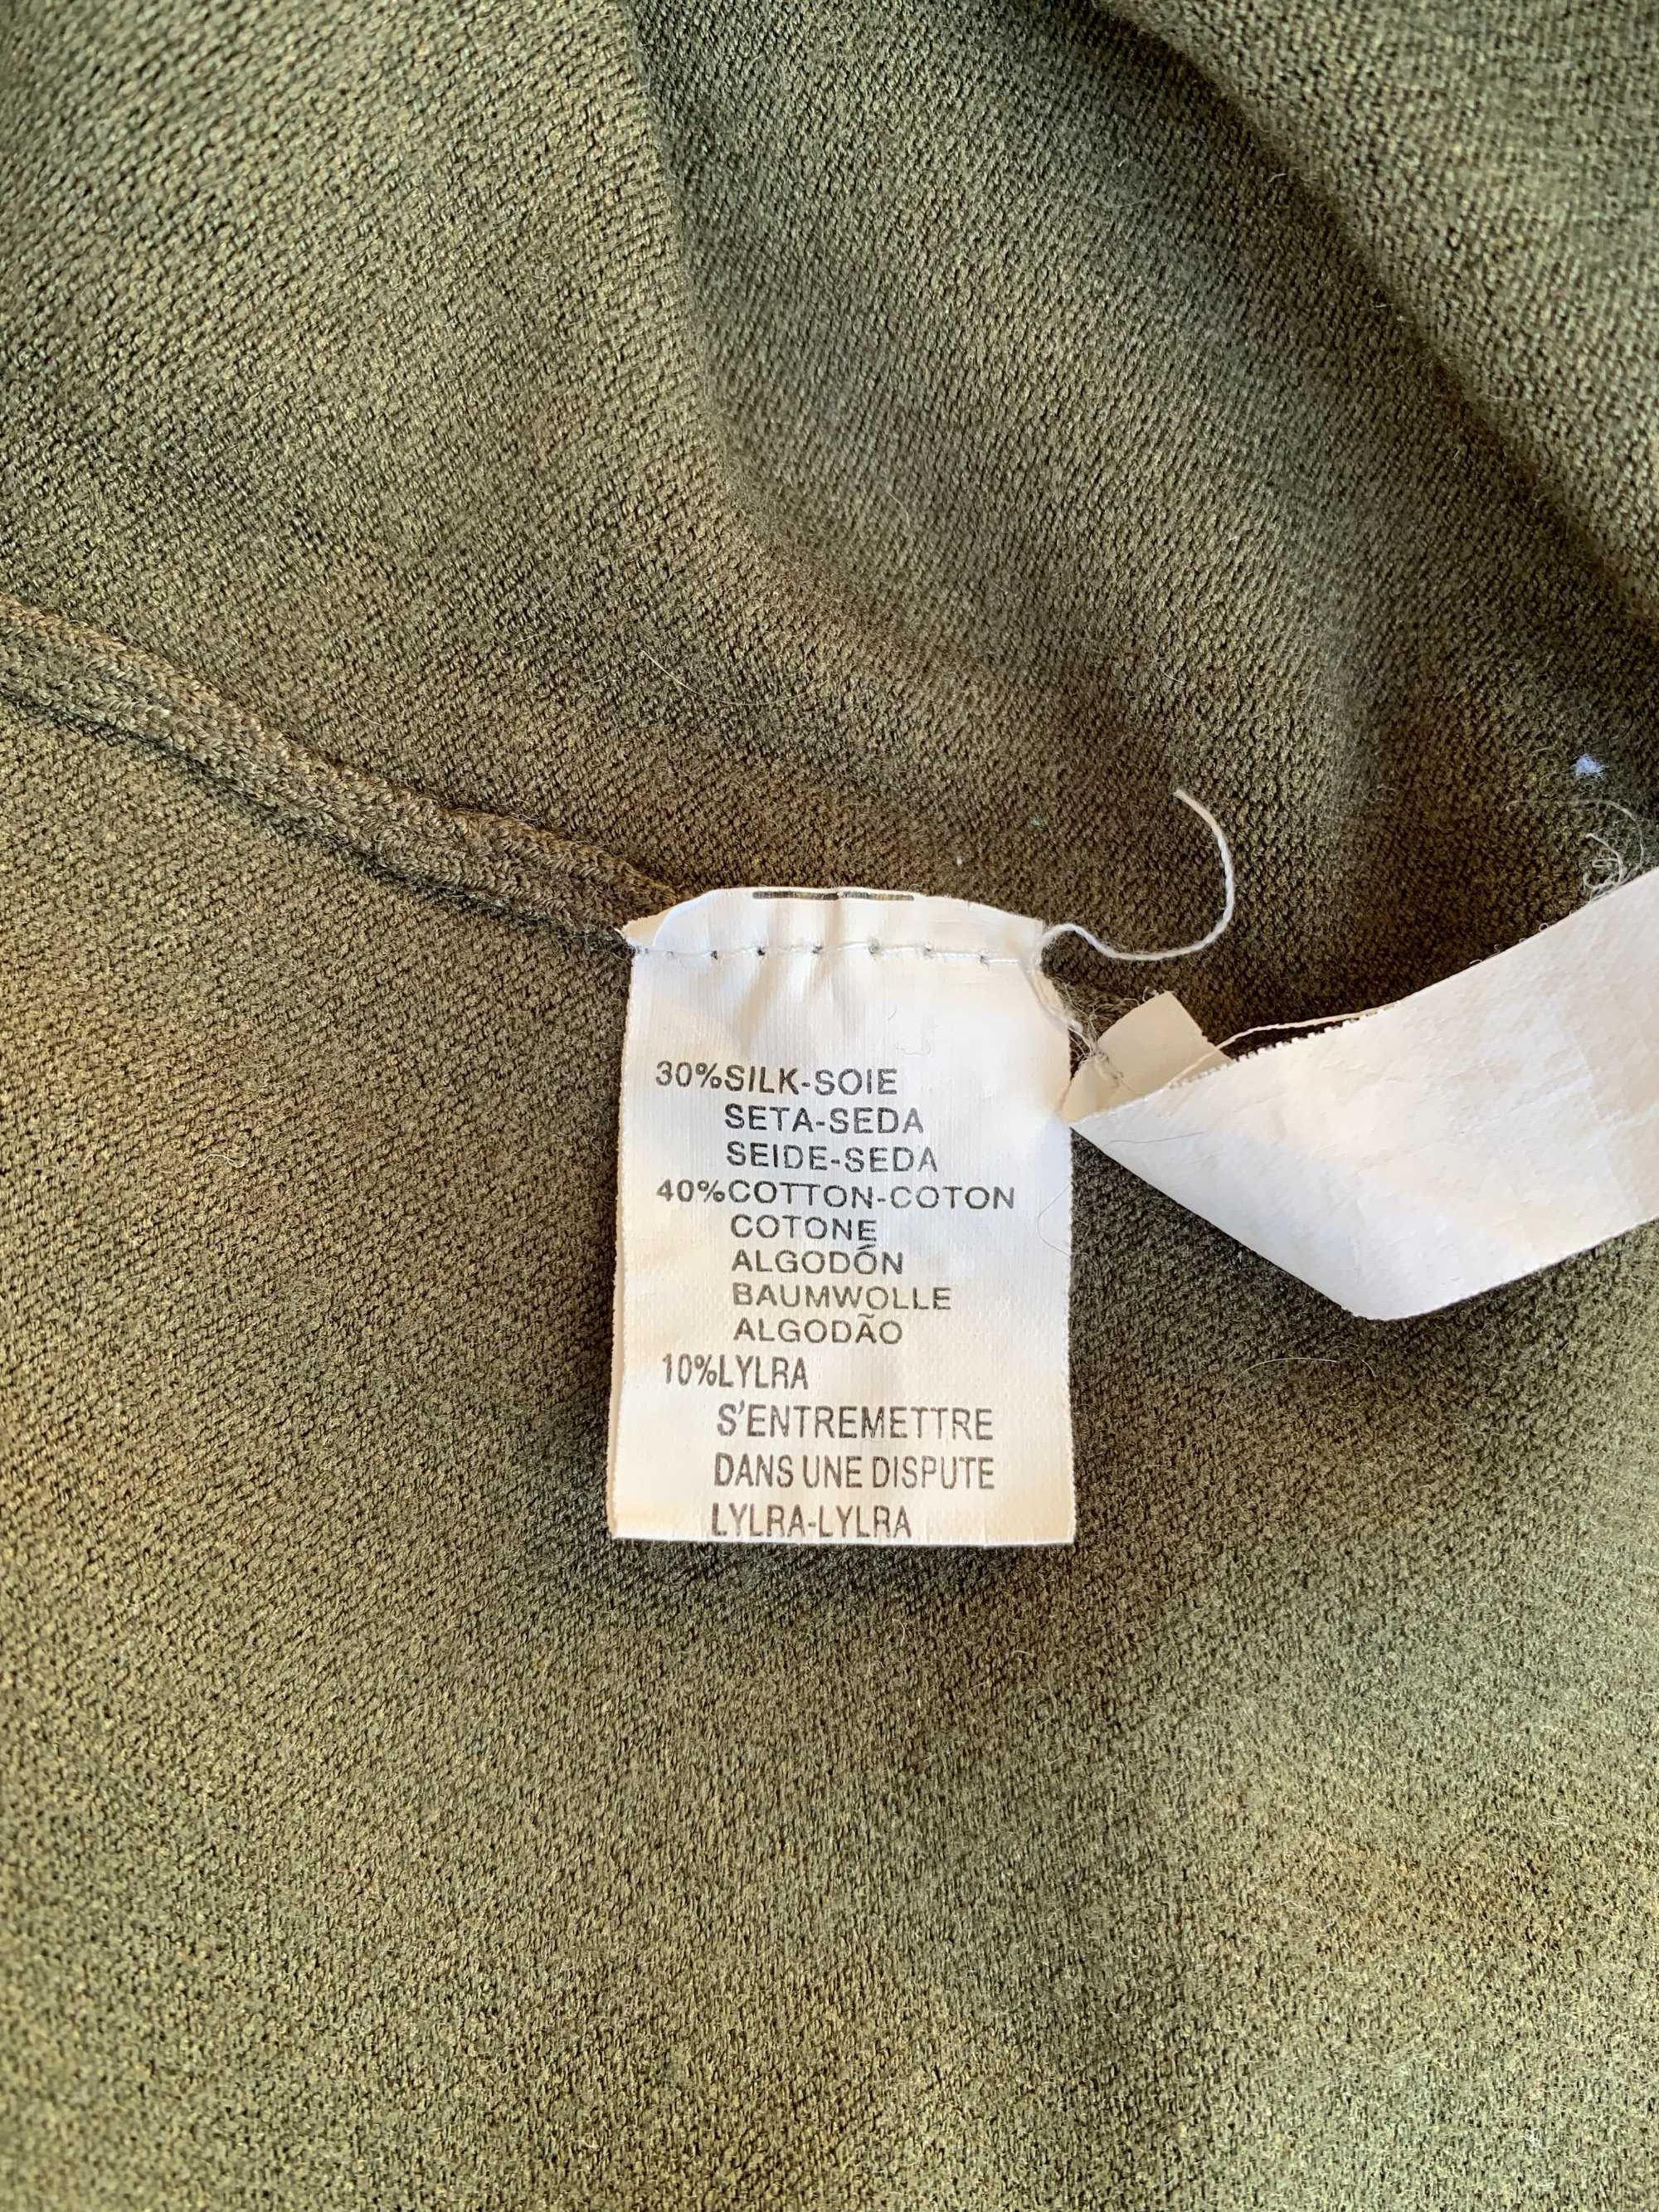 30%SILK-SOIE
SETA-SEDA
SEIDE-SEDA
40%COTTON-COTON
COTONE
ALGODÓN
BAUMWOLLE
ALGODÃO
10%LYLRA
S'ENTREMETTRE
DANS UNE DISPUTE
LYLRA-LYLRA